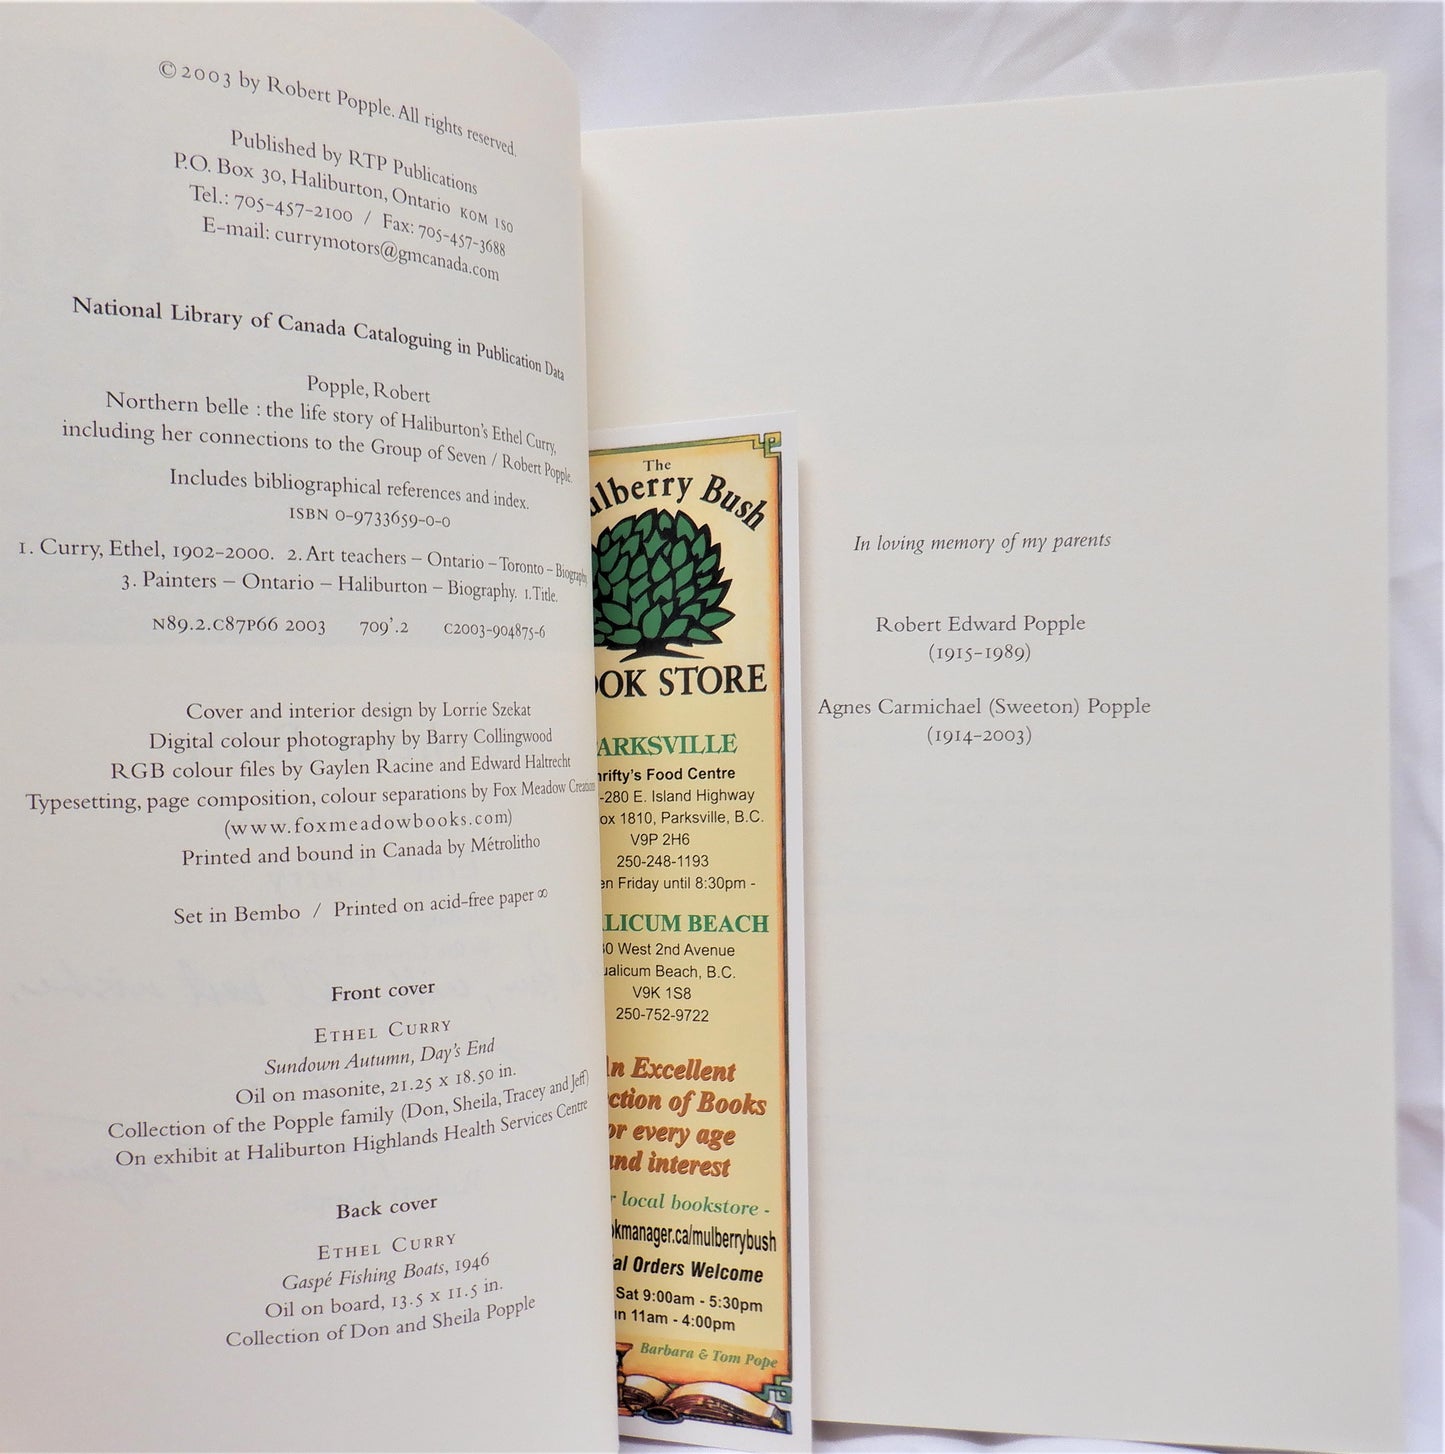 © 2003 by Robert Popple. All rights reserved.
Published by RTP Publications
P.O. Box 30, Haliburton, Ontario K0M 1S0
Tel.: 705-457-2100 / Fax: 705-457-3688
E-mail: currymotors@gmcanada.com
National Library of Canada Cataloguing in Publication Data
Popple, Robert
Northern belle : the life story of Haliburton's Ethel Curry,
including her connections to the Group of Seven / Robert Popple.
Includes bibliographical references and index.
ISBN 0-9733659-0-0
1. Curry, Ethel, 1902-2000. 2. Art teachers – Ontario – Toronto – Biography
3. Painters – Ontario – Haliburton – Biography. I. Title.
N89.2.C87P66 2003 709'.2 C2003-904875-6
Cover and interior design by Lorrie Szekat
Digital colour photography by Barry Collingwood
RGB colour files by Gaylen Racine and Edward Haltrecht
Typesetting, page composition, colour separations by Fox Meadow Creations
(www.foxmeadowbooks.com)
Printed and bound in Canada by Métrolitho
Set in Bembo / Printed on acid-free paper ∞
Front cover
ETHEL CURRY
Sundown Autumn, Day's End
Oil on masonite, 21.25 x 18.50 in.
Collection of the Popple family (Don, Sheila, Tracey and Jeff)
On exhibit at Haliburton Highlands Health Services Centre
Back cover
ETHEL CURRY
Gaspé Fishing Boats, 1946
Oil on board, 13.5 x 11.5 in.
Collection of Don and Sheila Popple
The
ulberry Bush
OOK STORE
ARKSVILLE
hrifty's Food Centre
-280 E. Island Highway
ox 1810, Parksville, B.C.
V9P 2H6
250-248-1193
en Friday until 8:30pm -
ALICUM BEACH
0 West 2nd Avenue
ualicum Beach, B.C.
V9K 1S8
250-752-9722
An Excellent
ction of Books
or every age
and interest
r local bookstore -
okmanager.ca/mulberrybush
al Orders Welcome
Sat 9:00am - 5:30pm
un 11am - 4:00pm
Barbara & Tom Pope
In loving memory of my parents
Robert Edward Popple
(1915-1989)
Agnes Carmichael (Sweeton) Popple
(1914-2003)